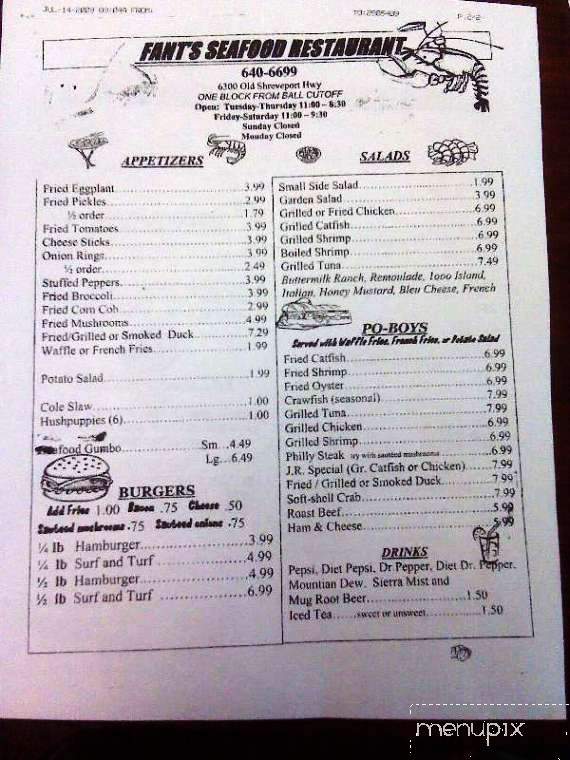 JUL-14-2009 09:04A FROM:
TO:2505439
P.2/2
FANT'S SEAFOOD RESTAURANT
640-6699
6300 Old Shreveport Hwy
ONE BLOCK FROM BALL CUTOFF
Open: Tuesday-Thursday 11:00 – 8:30
Friday-Saturday 11:00 – 9:30
Sunday Closed
Monday Closed
APPETIZERS
Fried Eggplant 3.99
Fried Pickles 2.99
½ order 1.79
Fried Tomatoes 3.99
Cheese Sticks 3.99
Onion Rings 3.99
½ order 2.49
Stuffed Peppers 3.99
Fried Broccoli 3.99
Fried Corn Cob 2.99
Fried Mushrooms 4.99
Fried/Grilled or Smoked Duck 7.29
Waffle or French Fries 1.99
Potato Salad 1.99
Cole Slaw 1.00
Hushpuppies (6) 1.00
Seafood Gumbo Sm...4.49
Lg...6.49
BURGERS
Add Fries 1.00 Bacon .75 Cheese .50
Sauteed mushrooms .75 Sauteed onions .75
¼ lb Hamburger 3.99
¼ lb Surf and Turf 4.99
½ lb Hamburger 4.99
½ lb Surf and Turf 6.99
SALADS
Small Side Salad 1.99
Garden Salad 3.99
Grilled or Fried Chicken 6.99
Grilled Catfish 6.99
Grilled Shrimp 6.99
Boiled Shrimp 6.99
Grilled Tuna 7.49
Buttermilk Ranch, Remoulade, 1000 Island,
Italian, Honey Mustard, Bleu Cheese, French
PO-BOYS
Served with Waffle Fries, French Fries, or Potato Salad
Fried Catfish 6.99
Fried Shrimp 6.99
Fried Oyster 6.99
Crawfish (seasonal) 7.99
Grilled Tuna 7.99
Grilled Chicken 6.99
Grilled Shrimp 6.99
Philly Steak try with sauteed mushrooms 6.99
J.R. Special (Gr. Catfish or Chicken) 7.99
Fried / Grilled or Smoked Duck 7.99
Soft-shell Crab 7.99
Roast Beef 5.99
Ham & Cheese 5.99
DRINKS
Pepsi, Diet Pepsi, Dr Pepper, Diet Dr. Pepper,
Mountian Dew, Sierra Mist and
Mug Root Beer 1.50
Iced Tea sweet or unsweet 1.50
menupix